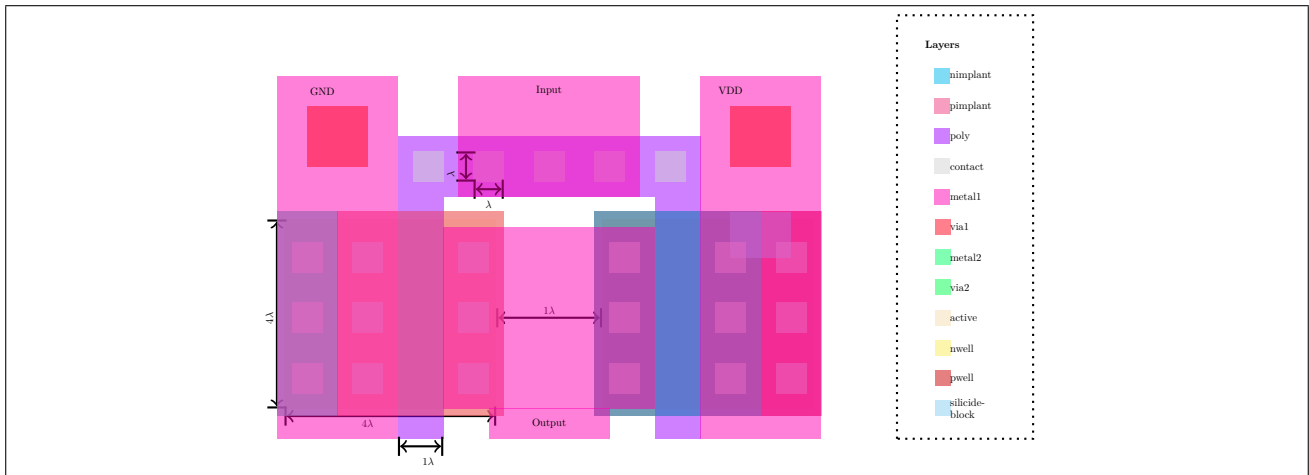 Layers
GND
Input
VDD
nimplant
pimplant
poly
contact
metal1
via1
metal2
via2
active
nwell
pwell
silicide-
block
λ
λ
4λ
1λ
4λ
Output
1λ